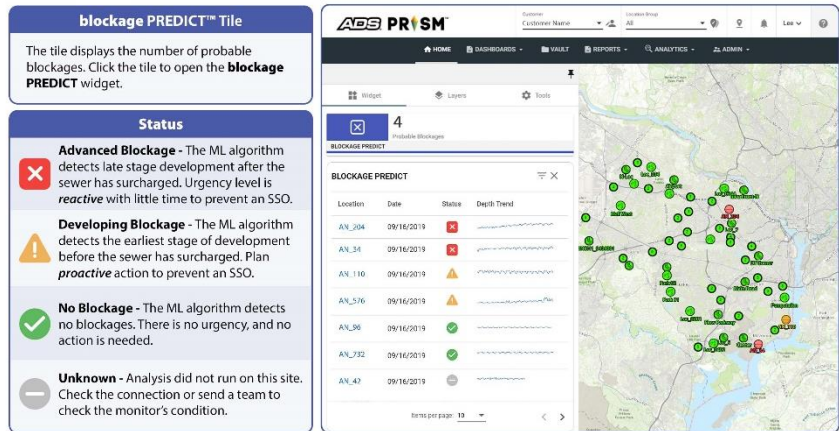 blockage PREDICT™ Tile
The tile displays the number of probable
blockages. Click the tile to open the blockage
PREDICT widget.
Status
Advanced Blockage - The ML algorithm
detects late stage development after the
sewer has surcharged. Urgency level is
reactive with little time to prevent an SSO.
Developing Blockage - The ML algorithm
detects the earliest stage of development
before the sewer has surcharged. Plan
proactive action to prevent an SSO.
No Blockage - The ML algorithm detects
no blockages. There is no urgency, and no
action is needed.
Unknown - Analysis did not run on this site.
Check the connection or send a team to
check the monitor's condition.
ADS PRISM™
Customer
Customer Name
Location Group
All
Lee
HOME
DASHBOARDS
VAULT
REPORTS
ANALYTICS
ADMIN
Widget
Layers
Tools
4
Probable Blockages
BLOCKAGE PREDICT
BLOCKAGE PREDICT
Location Date Status Depth Trend
AN_204 09/16/2019
AN_34 09/16/2019
AN_110 09/16/2019
AN_576 09/16/2019
AN_96 09/16/2019
AN_732 09/16/2019
AN_42 09/16/2019
Items per page: 10